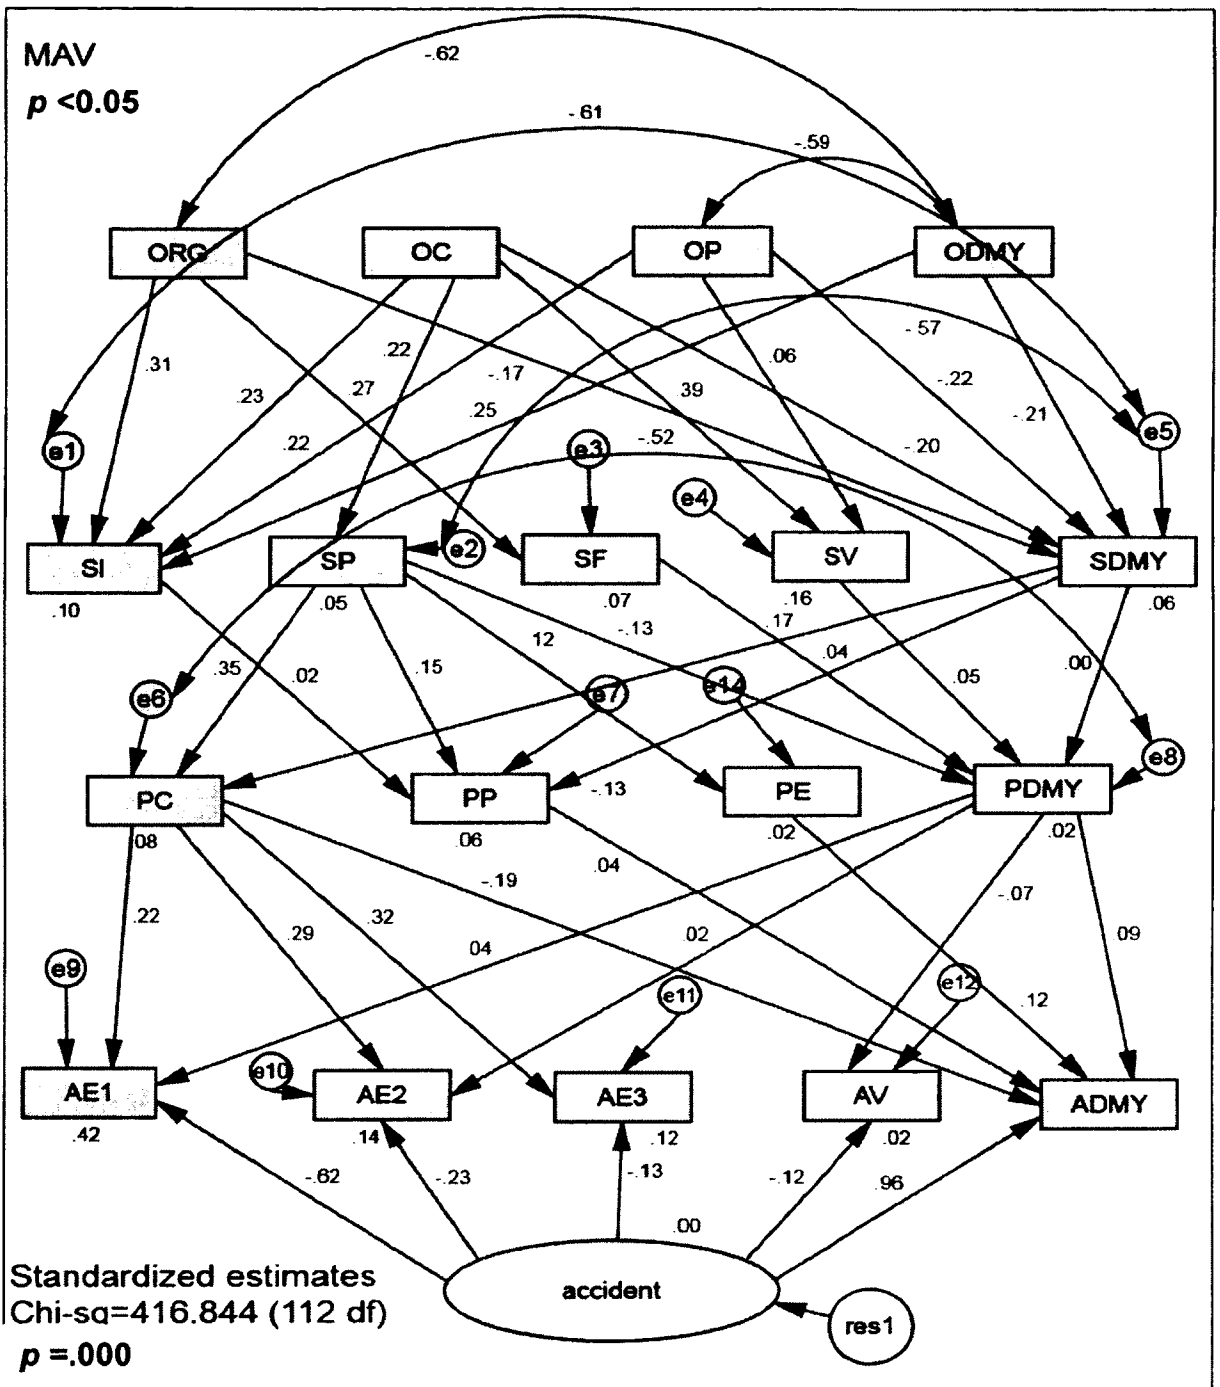 MAV
p <0.05
-.62
-.61
-.59
ORG
OC
OP
ODMY
-.57
.22
.06
.31
-.17
-.22
.23
.27
.39
.25
-.21
e1
.22
e3
-.52
-.20
e5
e4
SI
SP
e2
SF
SV
SDMY
.10
.05
.07
.16
.06
.17
12
-.13
.04
.35
.02
.15
.05
.00
e6
e7
e14
e8
PC
PP
-.13
PE
PDMY
08
.06
.02
.02
-.19
.04
-.07
.22
.32
.29
04
.02
09
e9
e11
e12
.12
e10
AE1
AE2
AE3
AV
ADMY
.42
.14
.12
.02
-.62
-.23
-.13
-.12
.96
.00
accident
Standardized estimates
Chi-sq=416.844 (112 df)
res1
p =.000